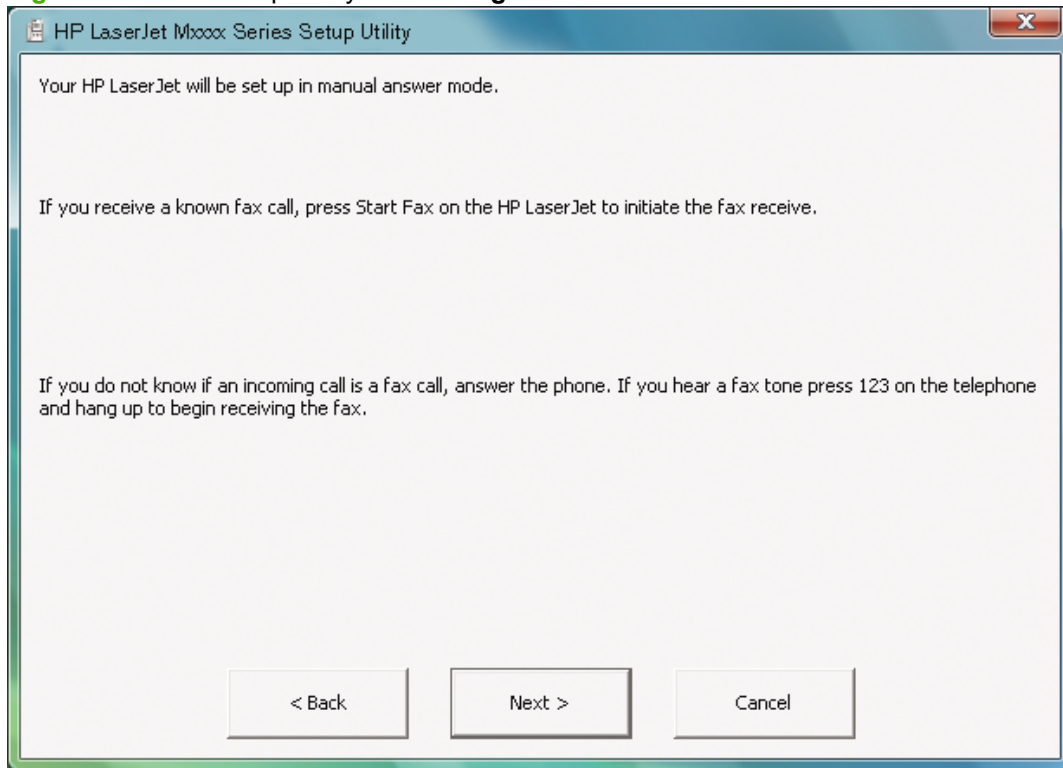 HP LaserJet Mxxxx Series Setup Utility
X
Your HP LaserJet will be set up in manual answer mode.
If you receive a known fax call, press Start Fax on the HP LaserJet to initiate the fax receive.
If you do not know if an incoming call is a fax call, answer the phone. If you hear a fax tone press 123 on the telephone
and hang up to begin receiving the fax.
< Back
Next >
Cancel